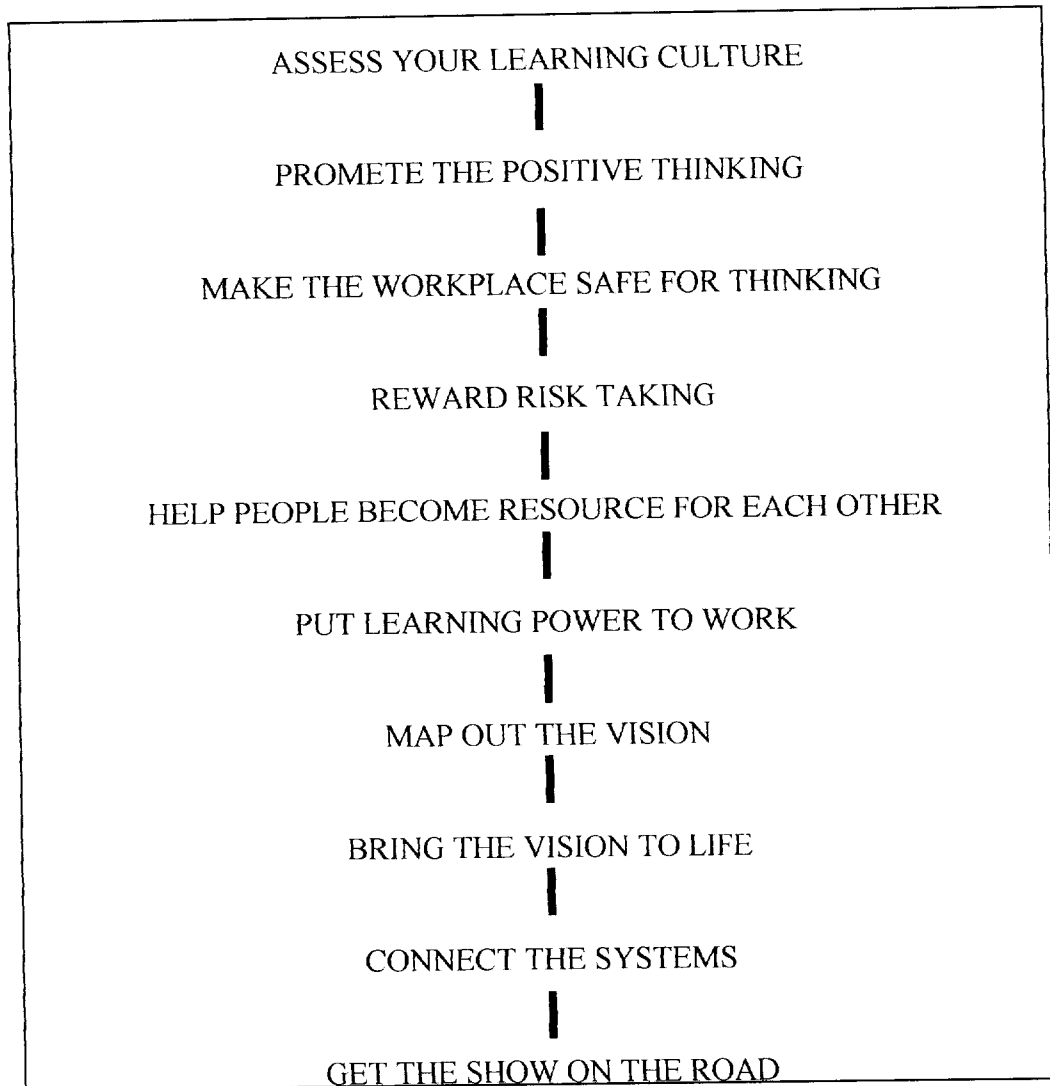 ASSESS YOUR LEARNING CULTURE
PROMETE THE POSITIVE THINKING
MAKE THE WORKPLACE SAFE FOR THINKING
REWARD RISK TAKING
HELP PEOPLE BECOME RESOURCE FOR EACH OTHER
PUT LEARNING POWER TO WORK
MAP OUT THE VISION
BRING THE VISION TO LIFE
CONNECT THE SYSTEMS
GET THE SHOW ON THE ROAD